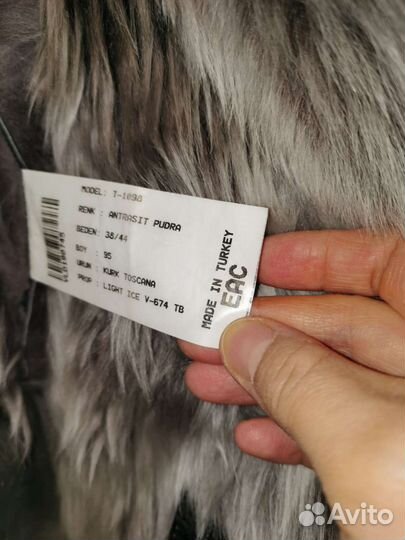 MODEL: T-109A
RENK : ANTRASIT PUDRA
BEDEN: 38/44
BOY : 95
URUN : KURK TOSCANA
PROP : LIGHT ICE V-674 TB
MADE IN TURKEY
EAC
Avito